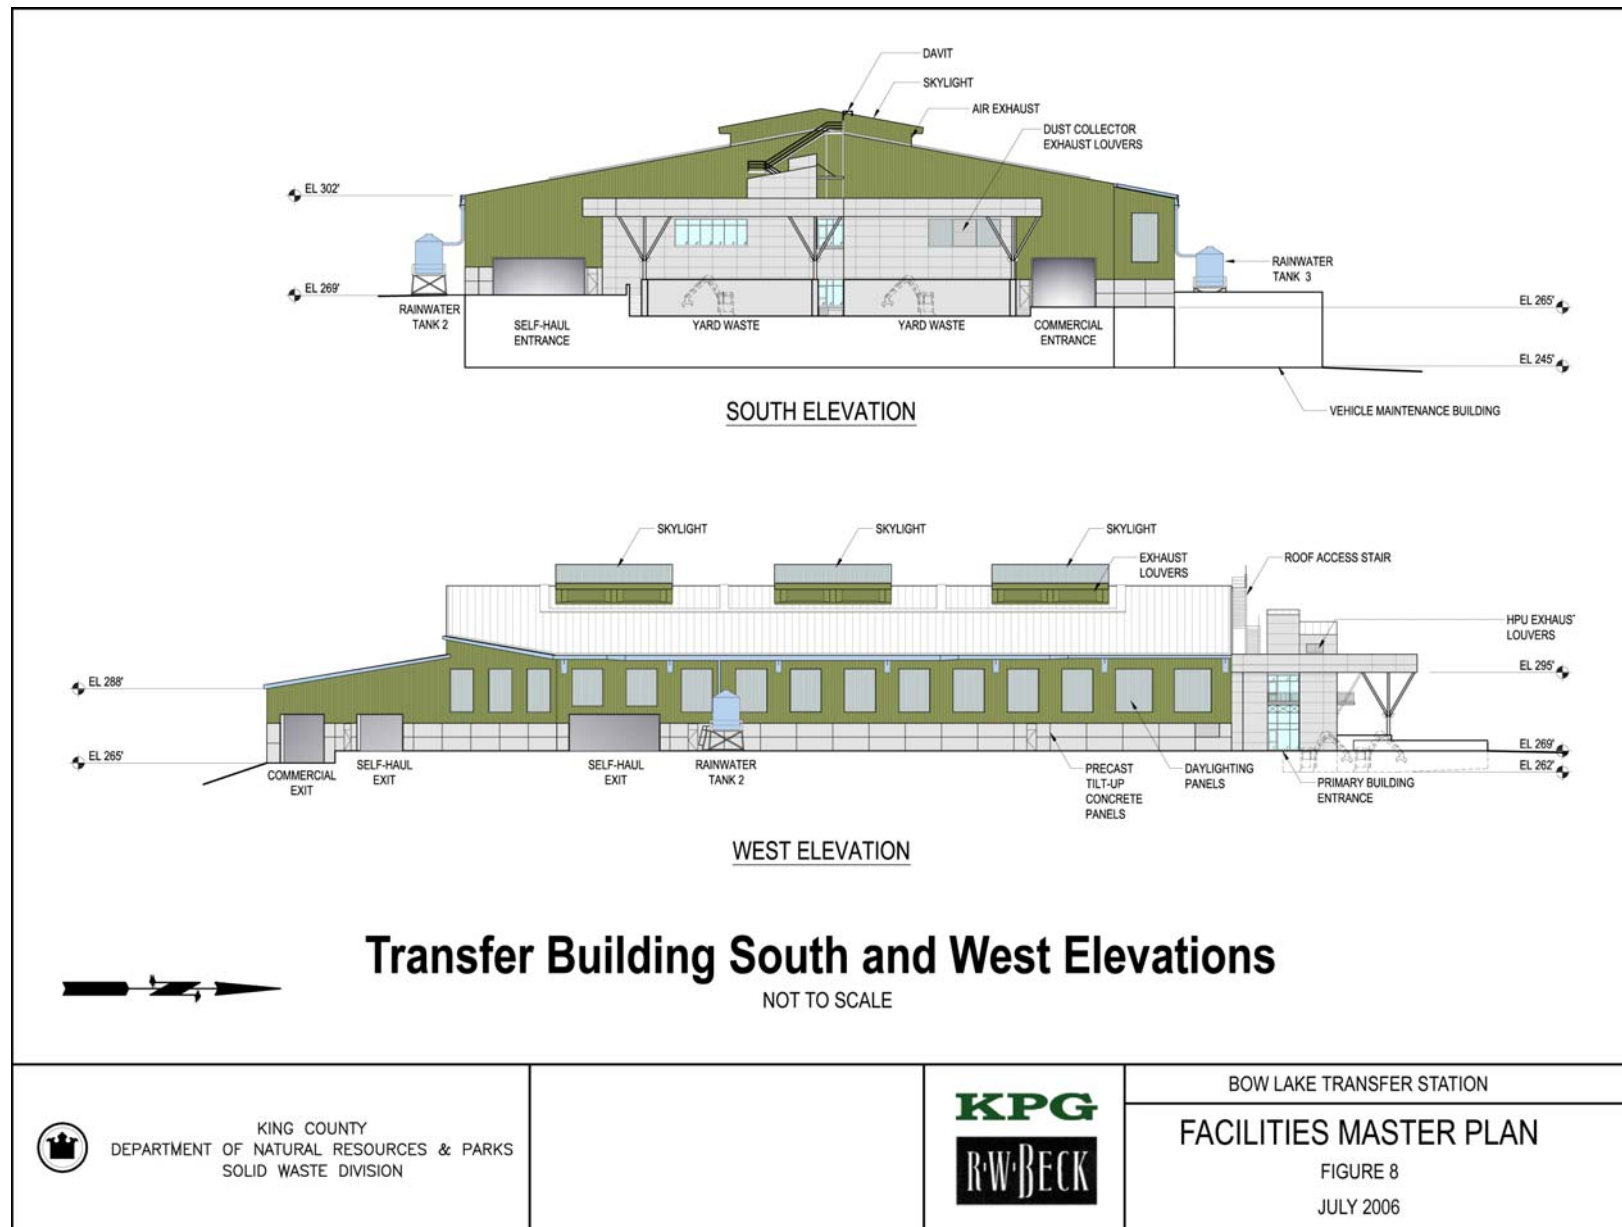 DAVIT
SKYLIGHT
AIR EXHAUST
DUST COLLECTOR
EXHAUST LOUVERS
EL 302'
RAINWATER
TANK 3
EL 269'
EL 265'
RAINWATER
TANK 2
SELF-HAUL
ENTRANCE
YARD WASTE
YARD WASTE
COMMERCIAL
ENTRANCE
EL 245'
VEHICLE MAINTENANCE BUILDING
SOUTH ELEVATION
SKYLIGHT
SKYLIGHT
SKYLIGHT
EXHAUST
LOUVERS
ROOF ACCESS STAIR
HPU EXHAUST
LOUVERS
EL 288'
EL 295'
EL 265'
EL 269'
EL 262'
COMMERCIAL
EXIT
SELF-HAUL
EXIT
SELF-HAUL
EXIT
RAINWATER
TANK 2
PRECAST
TILT-UP
CONCRETE
PANELS
DAYLIGHTING
PANELS
PRIMARY BUILDING
ENTRANCE
WEST ELEVATION
Transfer Building South and West Elevations
NOT TO SCALE
KING COUNTY
DEPARTMENT OF NATURAL RESOURCES & PARKS
SOLID WASTE DIVISION
KPG
R·W·BECK
BOW LAKE TRANSFER STATION
FACILITIES MASTER PLAN
FIGURE 8
JULY 2006